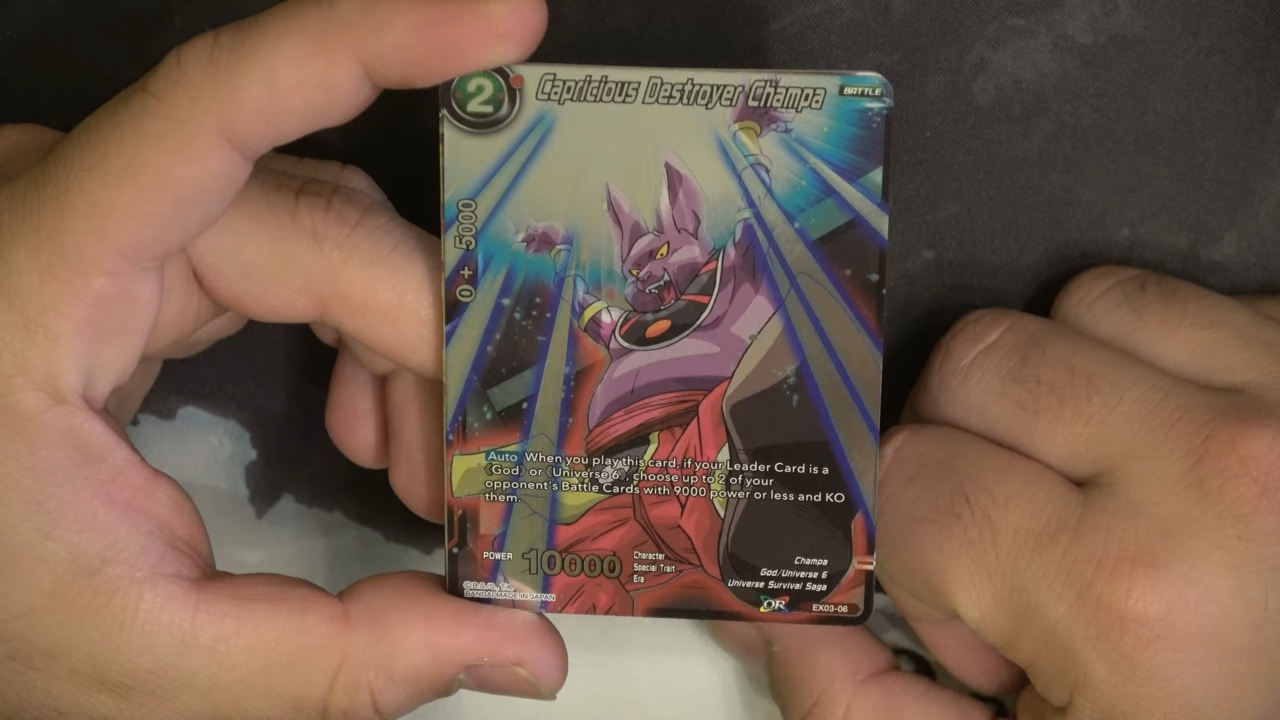 2
Capricious Destroyer Champa
BATTLE
0 + 5000
Auto When you play this card, if your Leader Card is a
《God》 or 《Universe 6》, choose up to 2 of your
opponent's Battle Cards with 9000 power or less and KO
them.
POWER 10000
Character Champa
Special Trait God/Universe 6
Era Universe Survival Saga
©B.S./S., T.A.
BANDAI MADE IN JAPAN
OR EX03-06